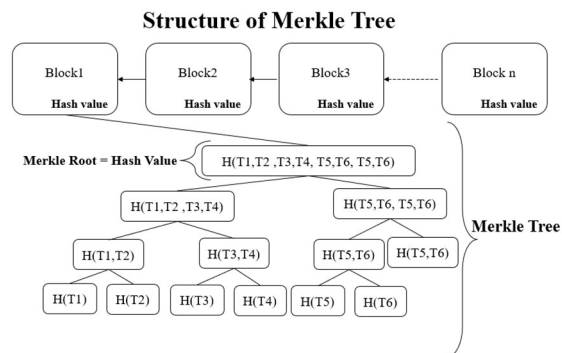 Structure of Merkle Tree
Block1
Block2
Block3
Block n
Hash value
Hash value
Hash value
Hash value
Merkle Root = Hash Value
H(T1,T2 ,T3,T4, T5,T6, T5,T6)
H(T1,T2 ,T3,T4)
H(T5,T6, T5,T6)
Merkle Tree
H(T1,T2)
H(T3,T4)
H(T5,T6)
H(T5,T6)
H(T1)
H(T2)
H(T3)
H(T4)
H(T5)
H(T6)